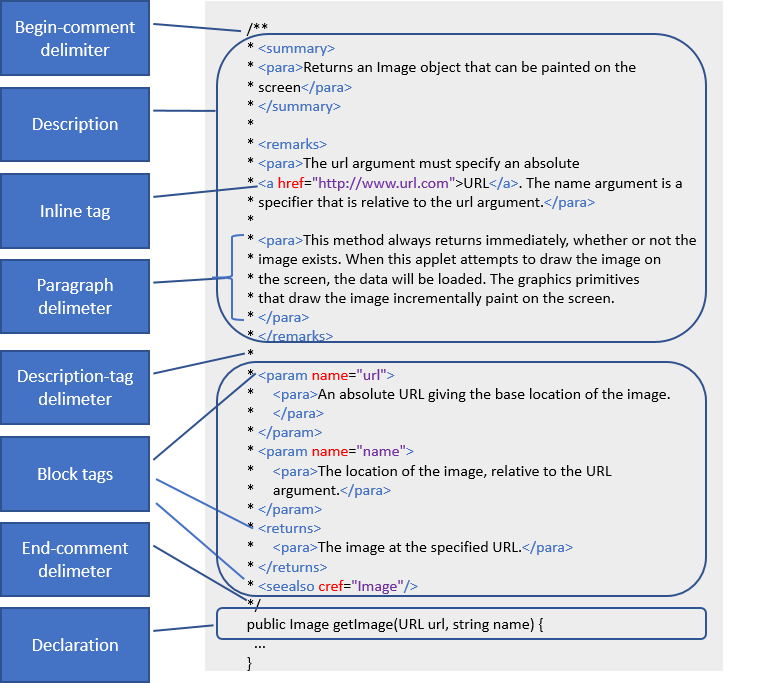 Begin-comment
delimiter
Description
Inline tag
Paragraph
delimeter
Description-tag
delimeter
Block tags
End-comment
delimeter
Declaration
/**
* <summary>
* <para>Returns an Image object that can be painted on the
* screen</para>
* </summary>
*
* <remarks>
* <para>The url argument must specify an absolute
* <a href="http://www.url.com">URL</a>. The name argument is a
* specifier that is relative to the url argument.</para>
*
* <para>This method always returns immediately, whether or not the
* image exists. When this applet attempts to draw the image on
* the screen, the data will be loaded. The graphics primitives
* that draw the image incrementally paint on the screen.
* </para>
* </remarks>
*
* <param name="url">
*    <para>An absolute URL giving the base location of the image.
*    </para>
* </param>
* <param name="name">
*    <para>The location of the image, relative to the URL
*    argument.</para>
* </param>
* <returns>
*    <para>The image at the specified URL.</para>
* </returns>
* <seealso cref="Image"/>
*/
public Image getImage(URL url, string name) {
...
}